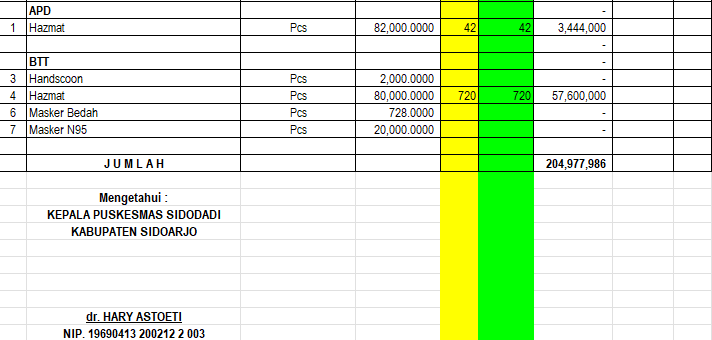 APD -
1 Hazmat Pcs 82,000.0000 42 42 3,444,000
-
BTT -
3 Handscoon Pcs 2,000.0000 -
4 Hazmat Pcs 80,000.0000 720 720 57,600,000
6 Masker Bedah Pcs 728.0000 -
7 Masker N95 Pcs 20,000.0000 -
J U M L A H 204,977,986
Mengetahui :
KEPALA PUSKESMAS SIDODADI
KABUPATEN SIDOARJO
dr. HARY ASTOETI
NIP. 19690413 200212 2 003